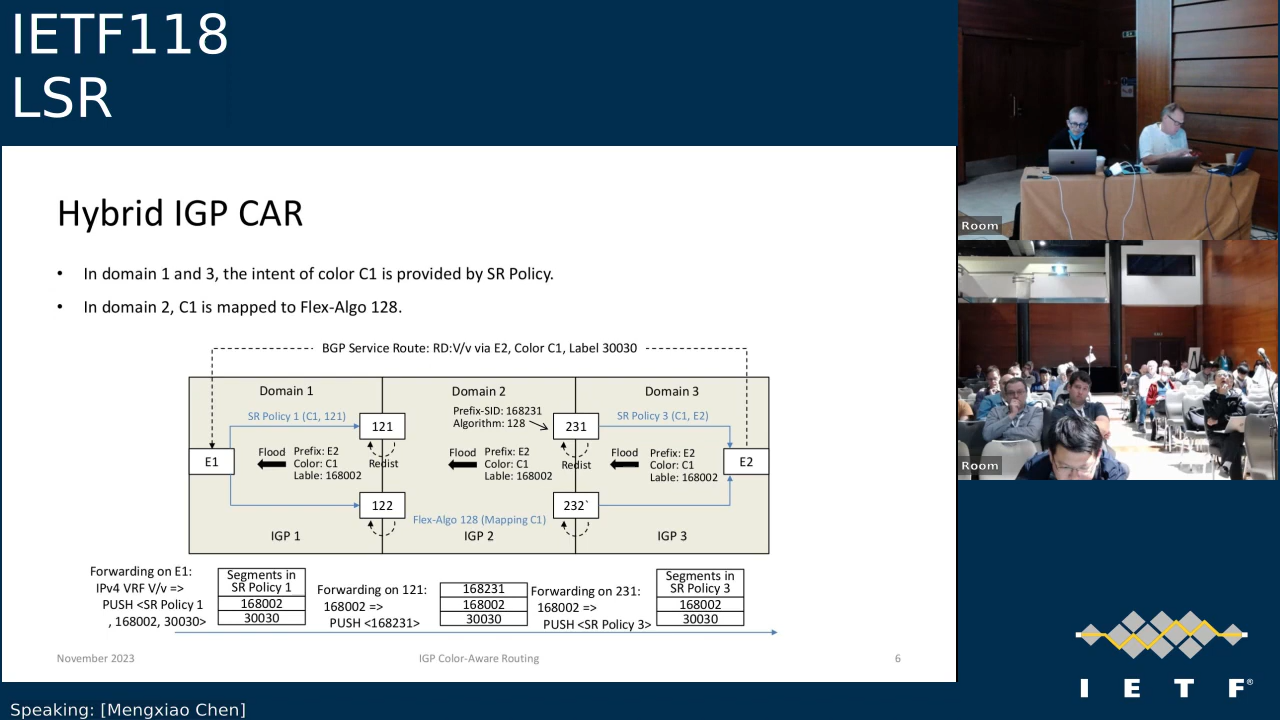 IETF118
LSR
Hybrid IGP CAR
• In domain 1 and 3, the intent of color C1 is provided by SR Policy.
• In domain 2, C1 is mapped to Flex-Algo 128.
BGP Service Route: RD:V/v via E2, Color C1, Label 30030
Domain 1
Domain 2
Domain 3
SR Policy 1 (C1, 121)
121
Prefix-SID: 168231
Algorithm: 128
231
SR Policy 3 (C1, E2)
E1
Flood
Prefix: E2
Color: C1
Lable: 168002
Redist
Flood
Prefix: E2
Color: C1
Lable: 168002
Redist
Flood
Prefix: E2
Color: C1
Lable: 168002
E2
122
232`
Flex-Algo 128 (Mapping C1)
IGP 1
IGP 2
IGP 3
Forwarding on E1:
IPv4 VRF V/v =>
PUSH <SR Policy 1
, 168002, 30030>
Segments in
SR Policy 1
168002
30030
Forwarding on 121:
168002 =>
PUSH <168231>
168231
168002
30030
Forwarding on 231:
168002 =>
PUSH <SR Policy 3>
Segments in
SR Policy 3
168002
30030
November 2023
IGP Color-Aware Routing
6
Room
Room
I E T F®
Speaking: [Mengxiao Chen]